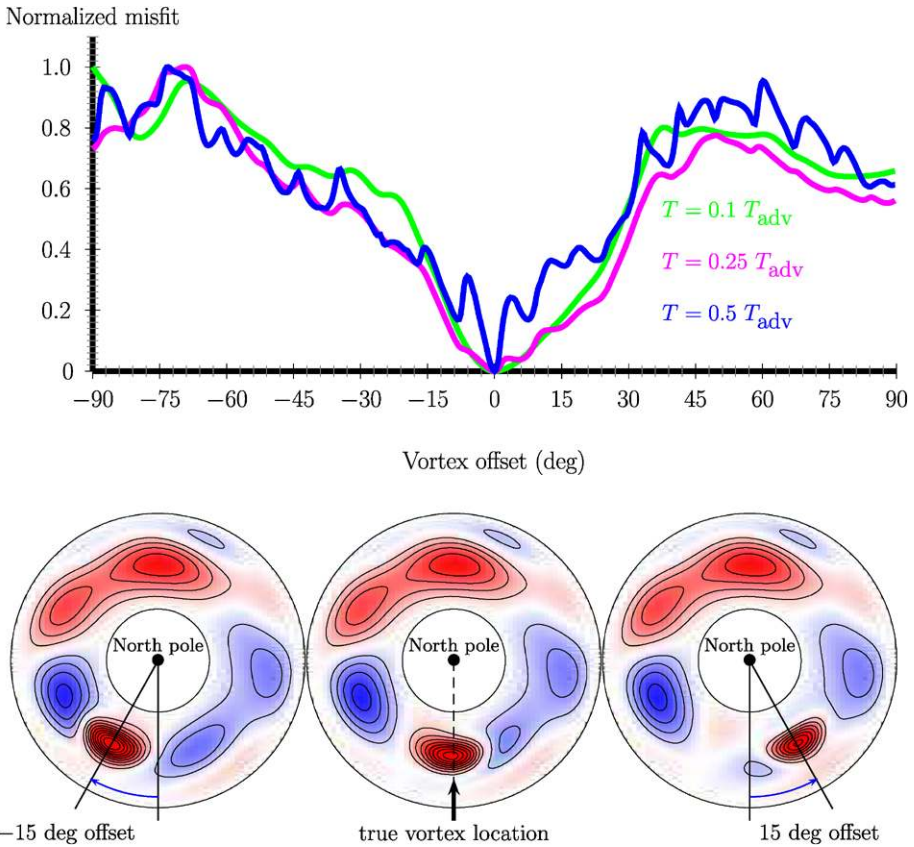 Normalized misfit
1.0
0.8
0.6
0.4
0.2
0
−90 −75 −60 −45 −30 −15 0 15 30 45 60 75 90
T = 0.1 Tadv
T = 0.25 Tadv
T = 0.5 Tadv
Vortex offset (deg)
North pole North pole North pole
−15 deg offset true vortex location 15 deg offset